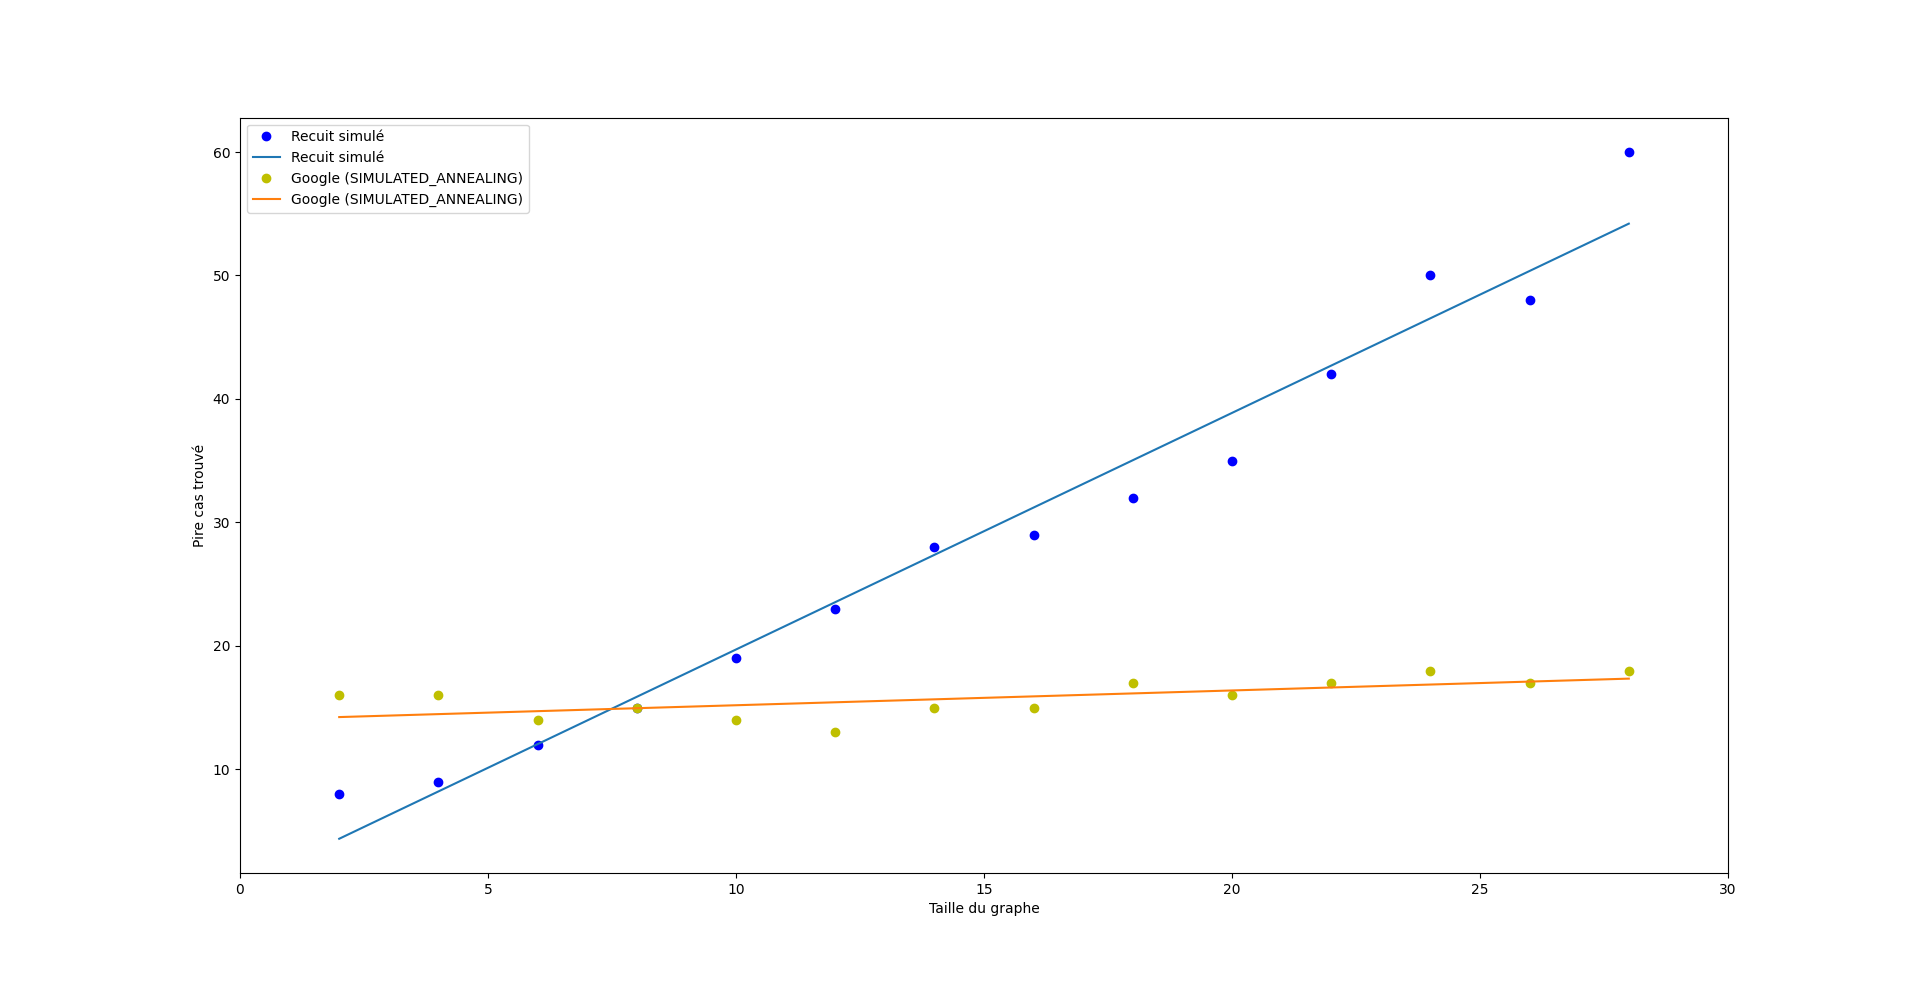 Recuit simulé
Recuit simulé
Google (SIMULATED_ANNEALING)
Google (SIMULATED_ANNEALING)
60
50
40
30
20
10
Pire cas trouvé
0 5 10 15 20 25 30
Taille du graphe